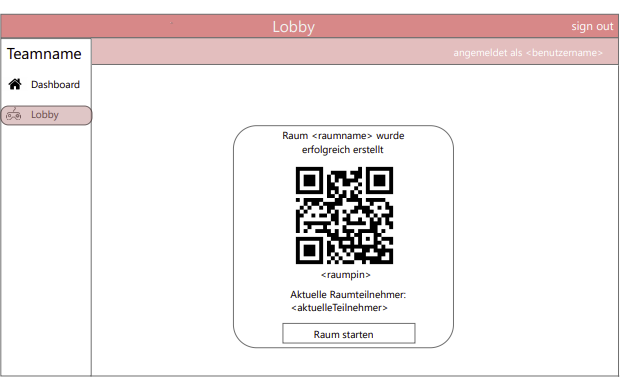 Lobby
sign out
Teamname
angemeldet als <benutzername>
Dashboard
Lobby
Raum <raumname> wurde
erfolgreich erstellt
<raumpin>
Aktuelle Raumteilnehmer:
<aktuelleTeilnehmer>
Raum starten